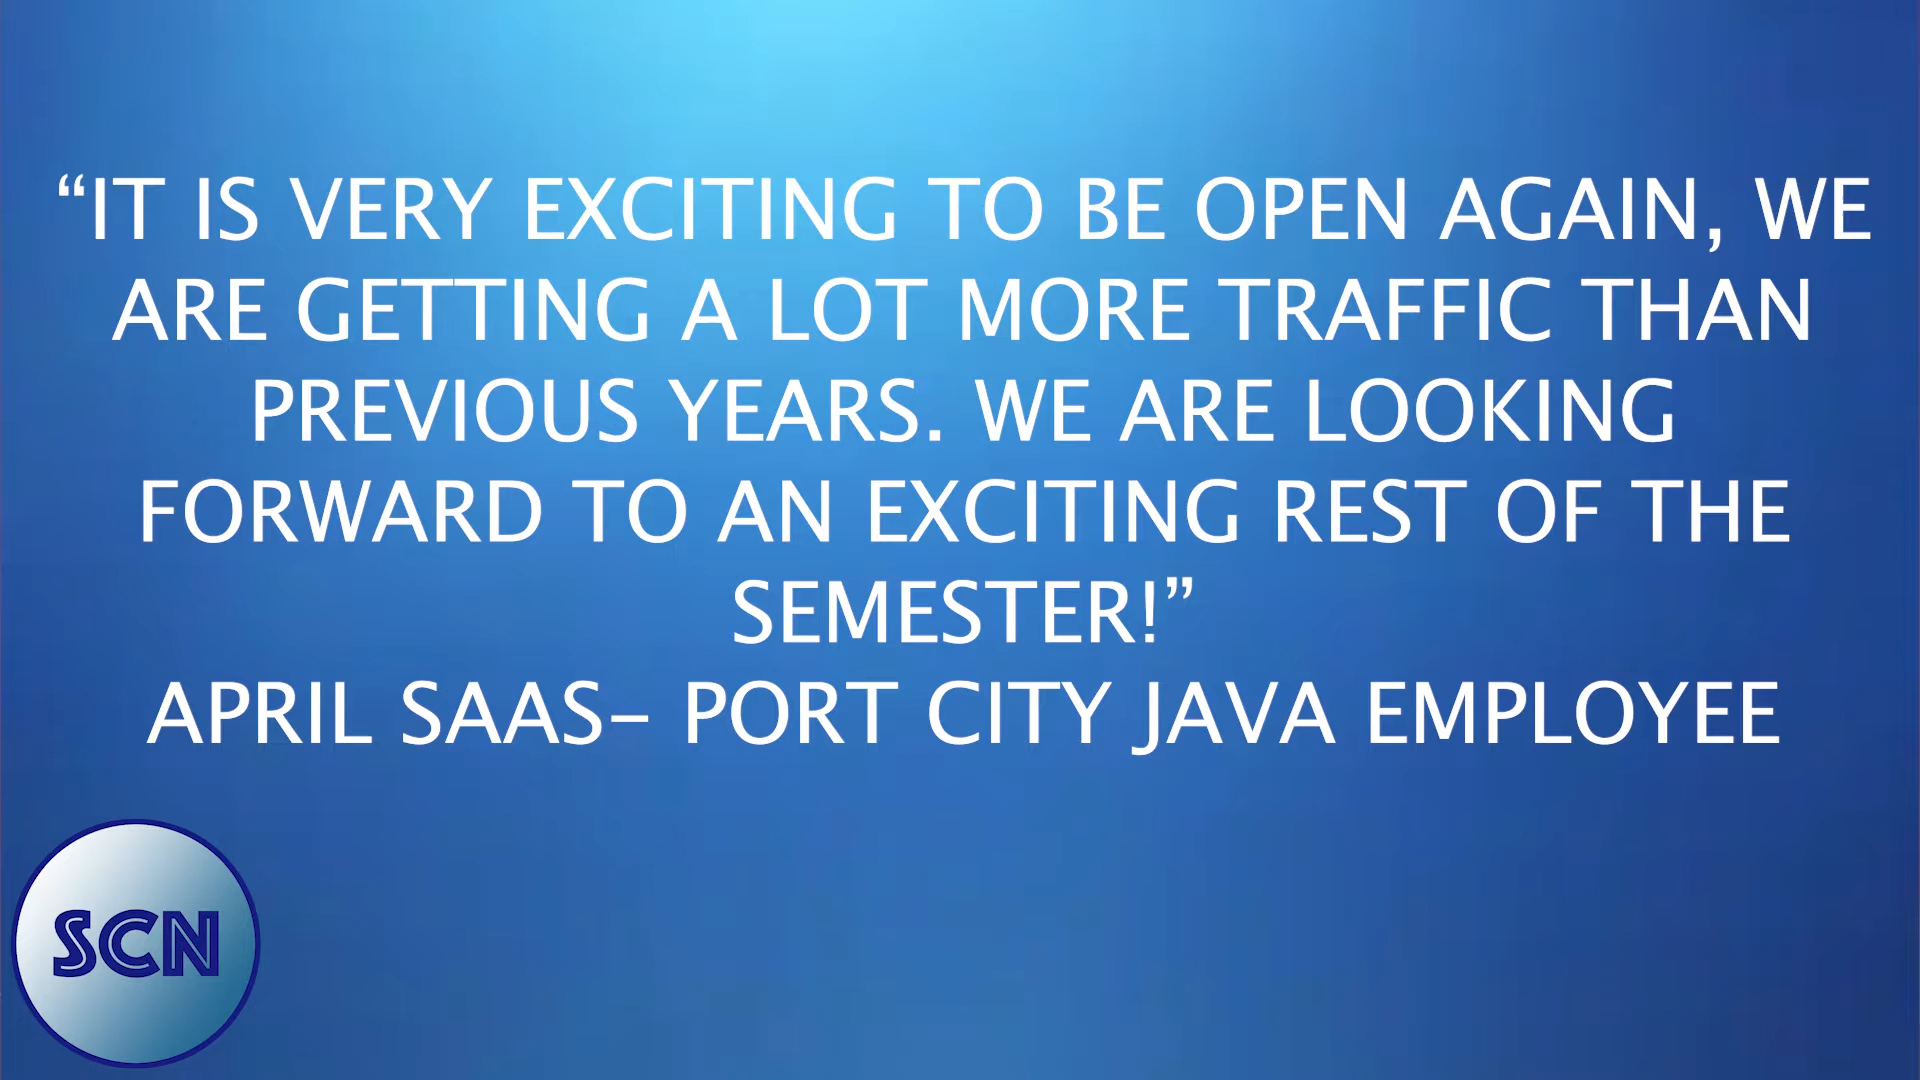 “IT IS VERY EXCITING TO BE OPEN AGAIN, WE
ARE GETTING A LOT MORE TRAFFIC THAN
PREVIOUS YEARS. WE ARE LOOKING
FORWARD TO AN EXCITING REST OF THE
SEMESTER!”
APRIL SAAS– PORT CITY JAVA EMPLOYEE
SCN